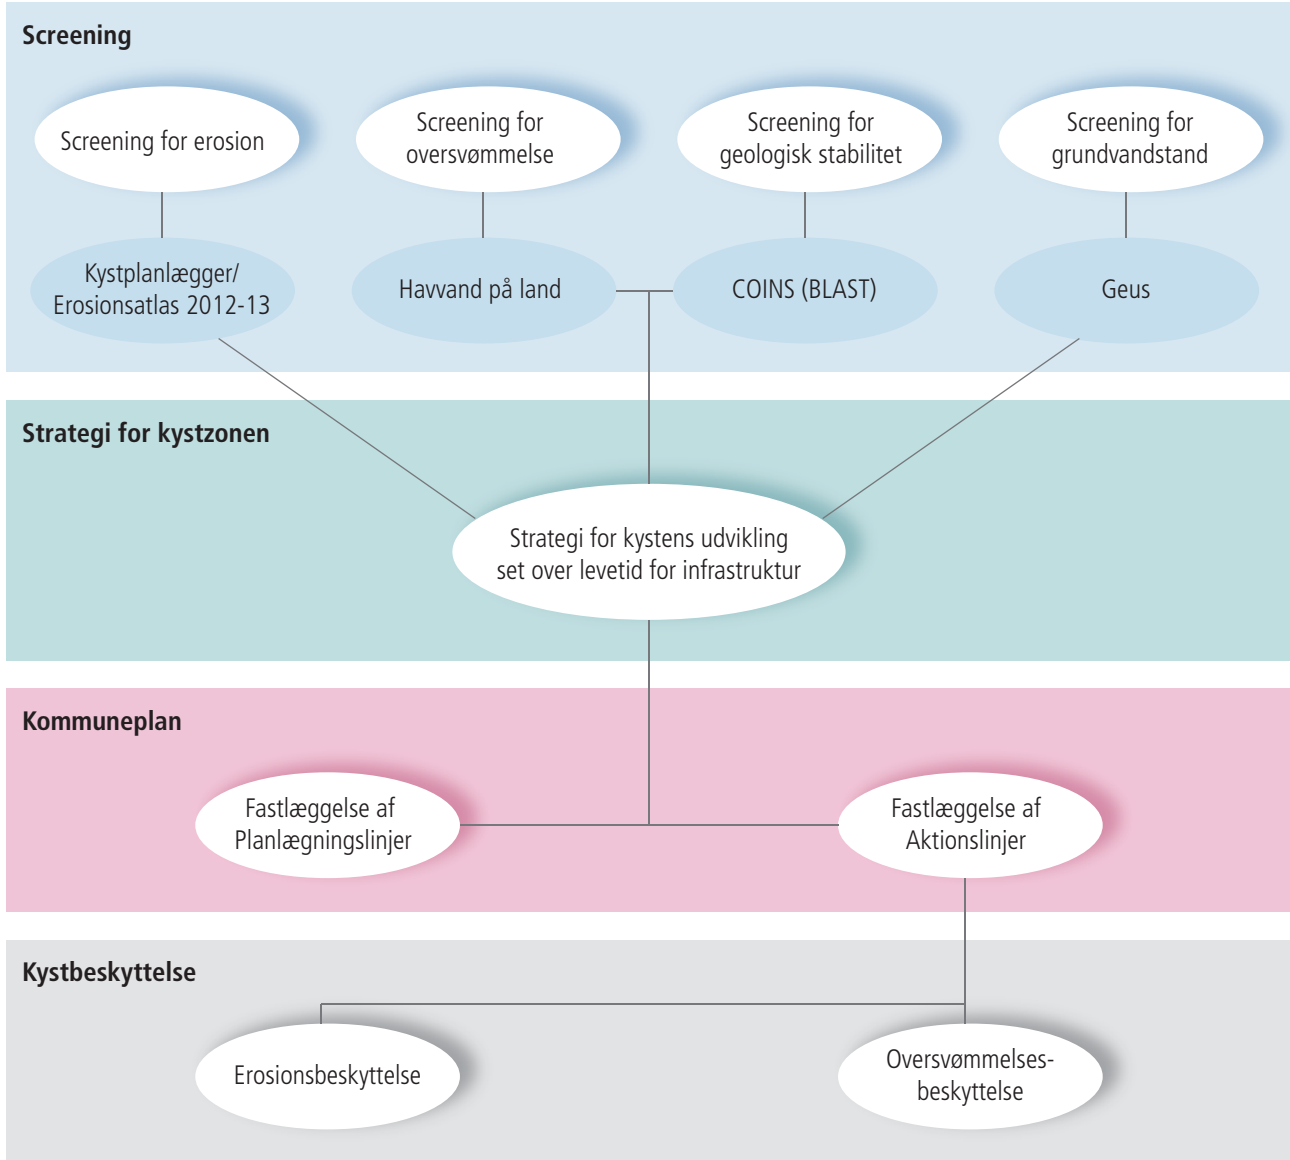 Screening
Screening for erosion
Screening for
oversvømmelse
Screening for
geologisk stabilitet
Screening for
grundvandstand
Kystplanlægger/
Erosionsatlas 2012-13
Havvand på land
COINS (BLAST)
Geus
Strategi for kystzonen
Strategi for kystens udvikling
set over levetid for infrastruktur
Kommuneplan
Fastlæggelse af
Planlægningslinjer
Fastlæggelse af
Aktionslinjer
Kystbeskyttelse
Erosionsbeskyttelse
Oversvømmelses-
beskyttelse